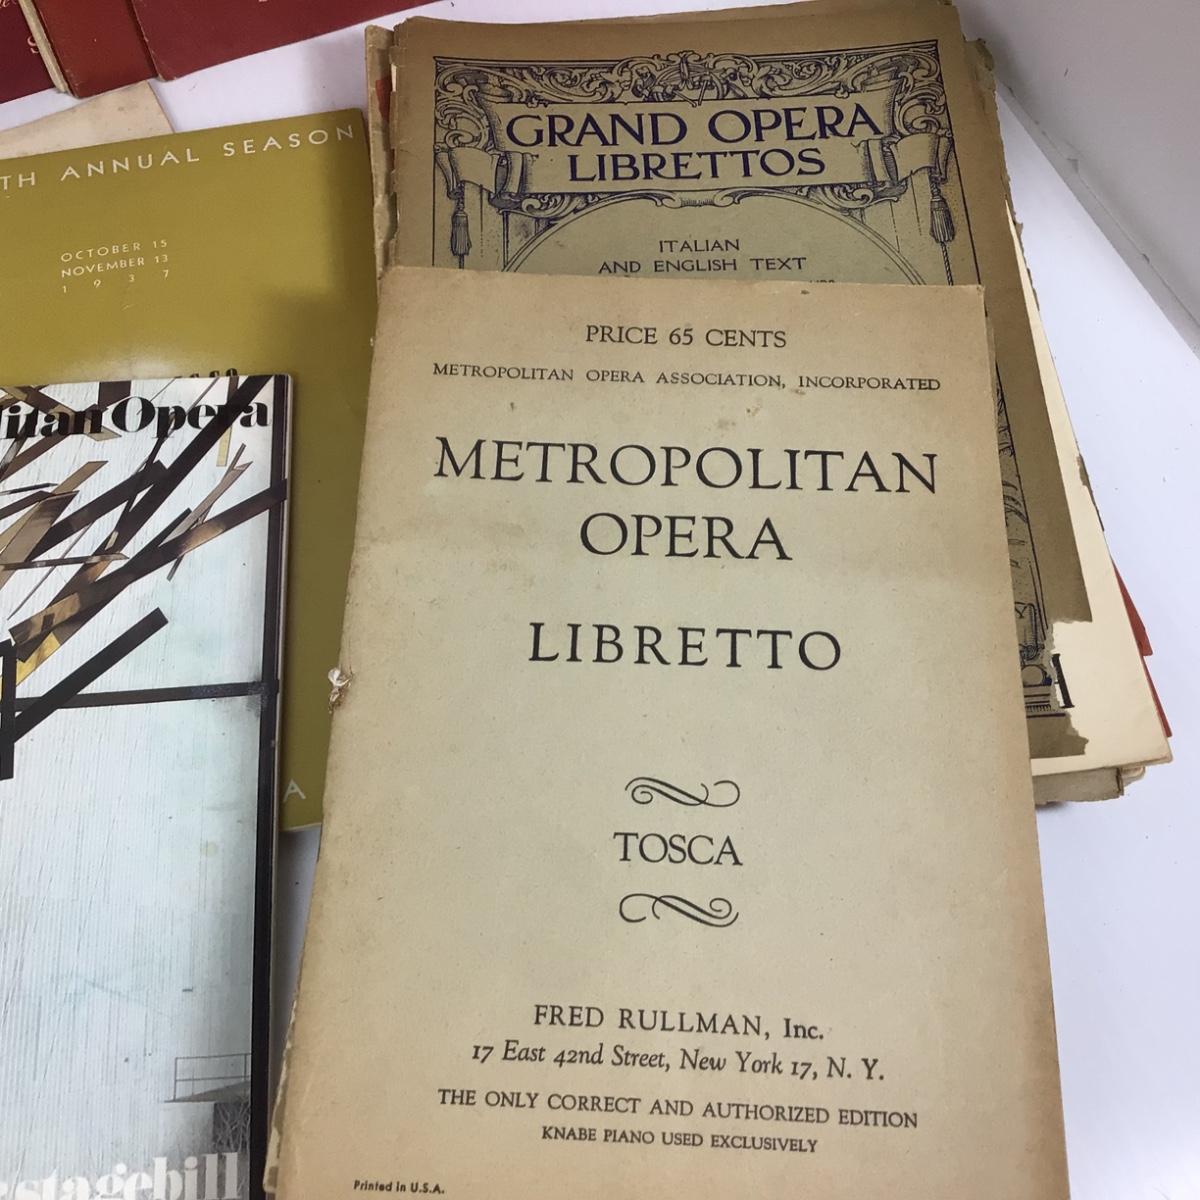 TH ANNUAL SEASON
OCTOBER 15
NOVEMBER 13
1 9 3 7
A
litan Opera
stagebill
GRAND OPERA
LIBRETTOS
ITALIAN
AND ENGLISH TEXT
PRICE 65 CENTS
METROPOLITAN OPERA ASSOCIATION, INCORPORATED
METROPOLITAN
OPERA
LIBRETTO
TOSCA
FRED RULLMAN, Inc.
17 East 42nd Street, New York 17, N. Y.
THE ONLY CORRECT AND AUTHORIZED EDITION
KNABE PIANO USED EXCLUSIVELY
Printed in U.S.A.